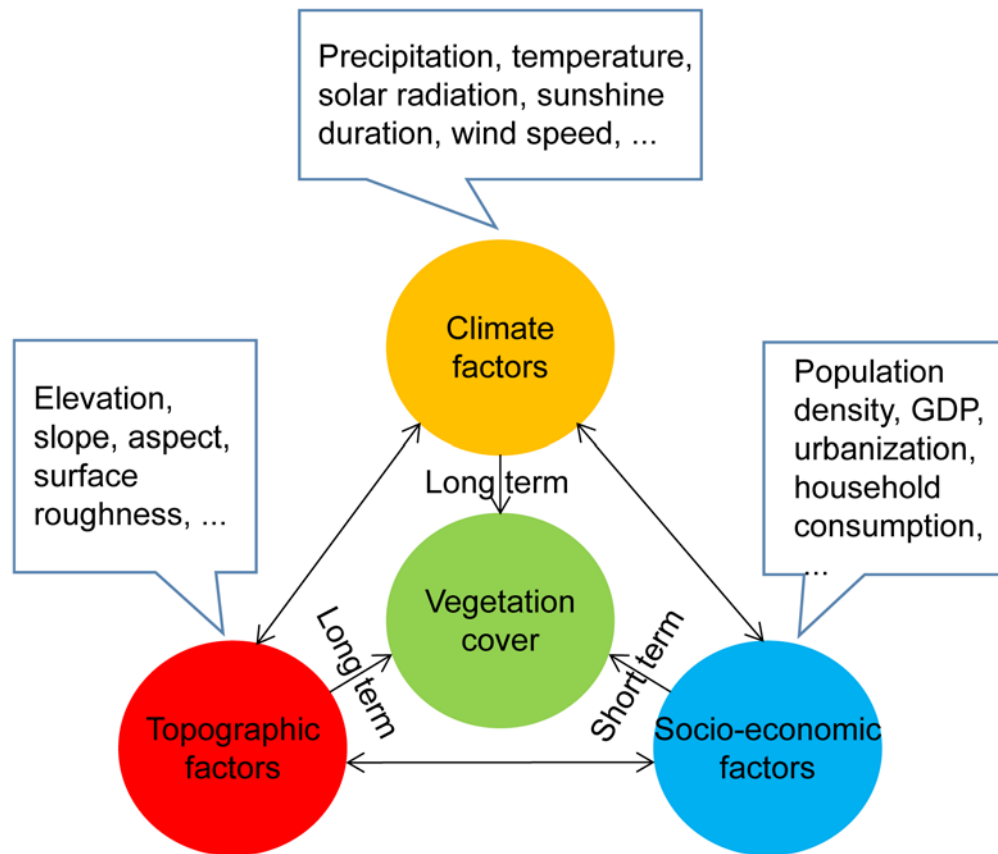 Precipitation, temperature,
solar radiation, sunshine
duration, wind speed, ...
Climate
factors
Elevation,
slope, aspect,
surface
roughness, ...
Population
density, GDP,
urbanization,
household
consumption,
...
Long term
Vegetation
cover
Long term
Short term
Topographic
factors
Socio-economic
factors